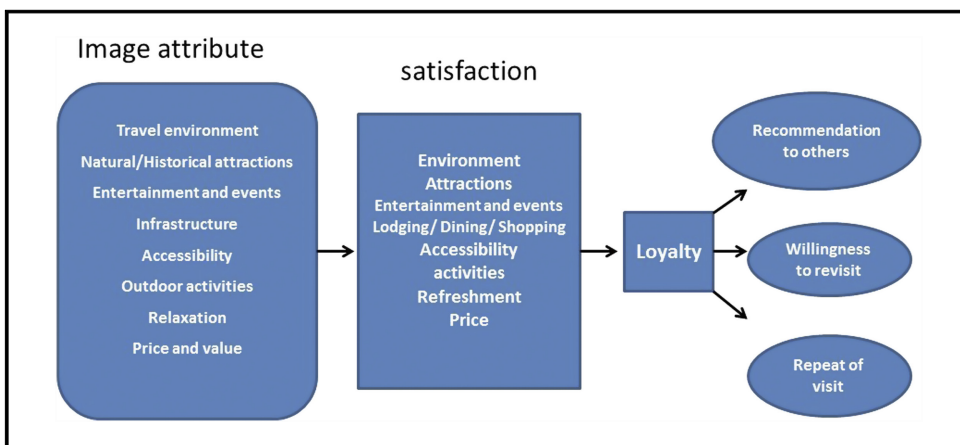 Image attribute
Travel environment
Natural/Historical attractions
Entertainment and events
Infrastructure
Accessibility
Outdoor activities
Relaxation
Price and value
satisfaction
Environment
Attractions
Entertainment and events
Lodging/ Dining/ Shopping
Accessibility
activities
Refreshment
Price
Loyalty
Recommendation
to others
Willingness
to revisit
Repeat of
visit